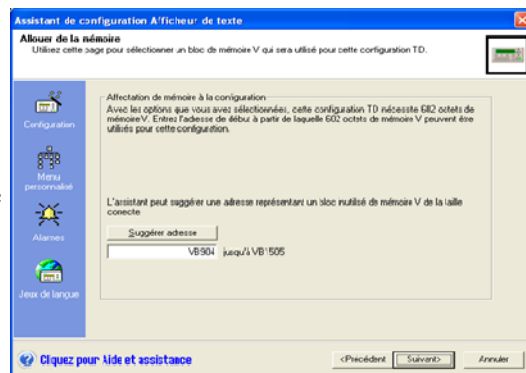 Assistant de configuration Afficheur de texte
Allouer de la mémoire
Utilisez cette page pour sélectionner un bloc de mémoire V qui sera utilisé pour cette configuration TD.
Configuration
Menu
personnalisé
Alarmes
Jeux de langue
Affectation de mémoire à la configuration
Avec les options que vous avez sélectionnées, cette configuration TD nécessite 602 octets de
mémoire V. Entrez l'adresse de début à partir de laquelle 602 octets de mémoire V peuvent être
utilisés pour cette configuration.
L'assistant peut suggérer une adresse représentant un bloc inutilisé de mémoire V de la taille
correcte
Suggérer adresse
VB904 jusqu'à VB1505
Cliquez pour Aide et assistance
<Précédent Suivant> Annuler